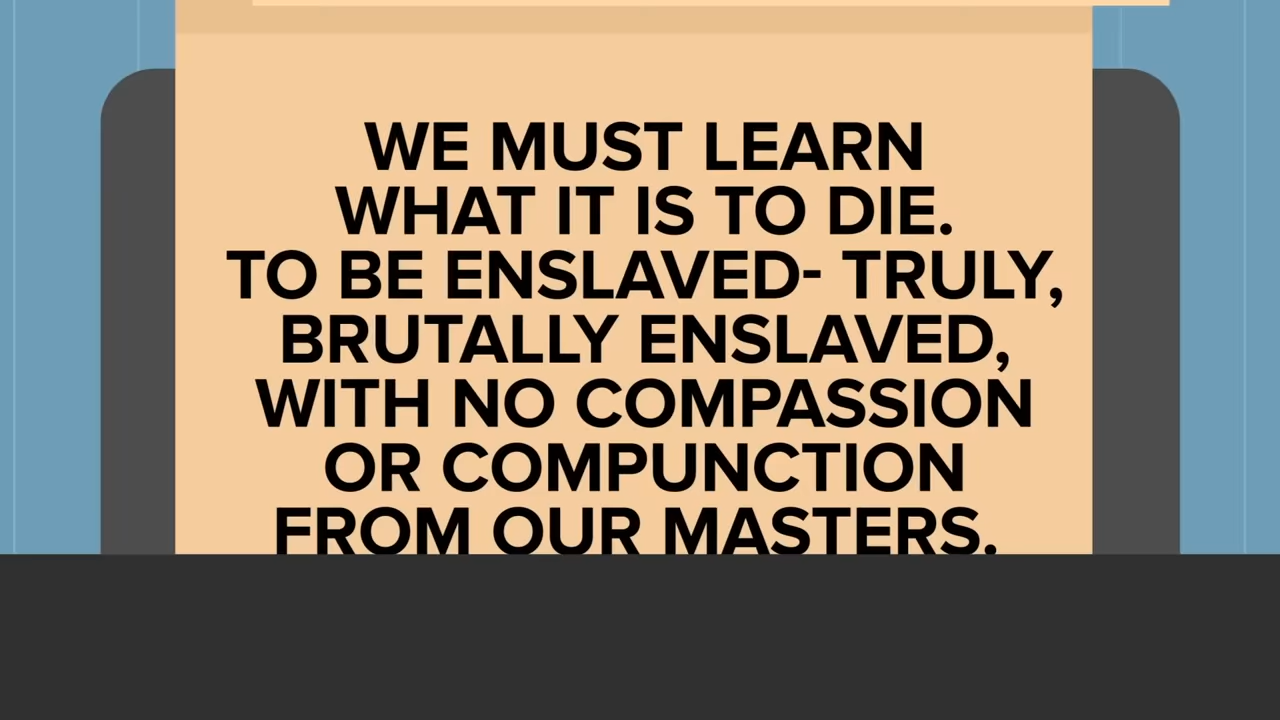 WE MUST LEARN
WHAT IT IS TO DIE.
TO BE ENSLAVED- TRULY,
BRUTALLY ENSLAVED,
WITH NO COMPASSION
OR COMPUNCTION
FROM OUR MASTERS.